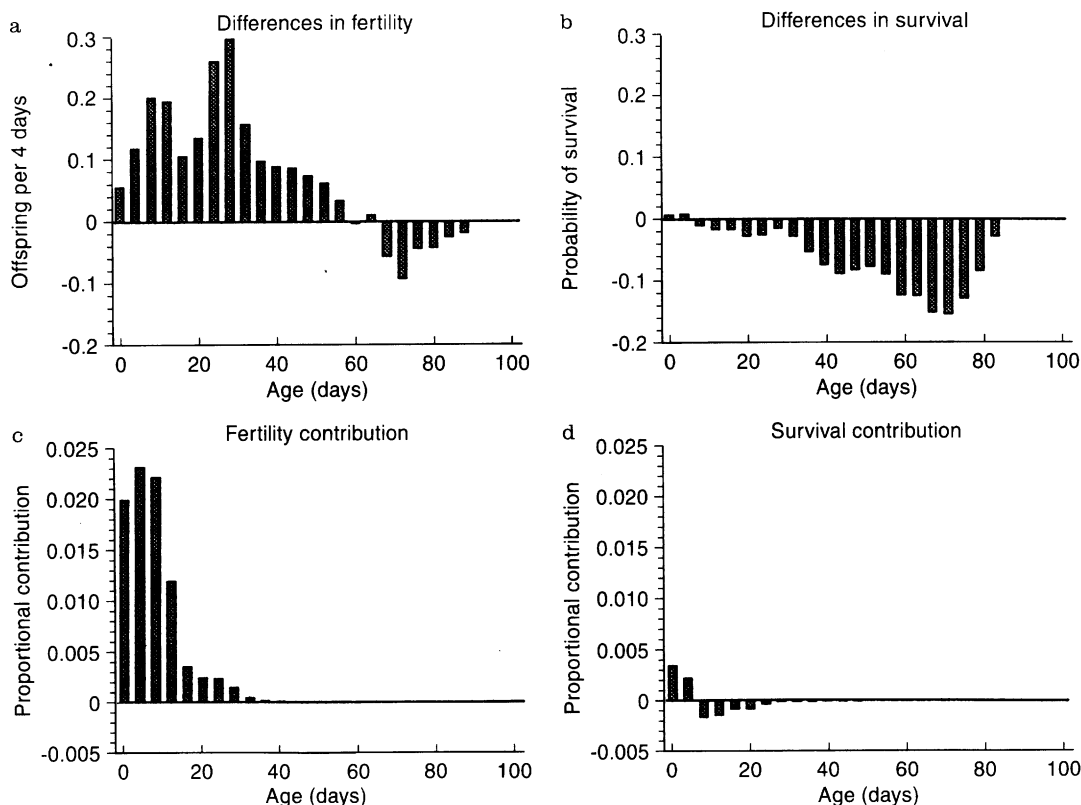 a
Differences in fertility
Offspring per 4 days
0.3
0.2
0.1
0
-0.1
-0.2
0 20 40 60 80 100
Age (days)
b
Differences in survival
Probability of survival
0.3
0.2
0.1
0
-0.1
-0.2
0 20 40 60 80 100
Age (days)
c
Fertility contribution
Proportional contribution
0.025
0.020
0.015
0.010
0.005
0
-0.005
0 20 40 60 80 100
Age (days)
d
Survival contribution
Proportional contribution
0.025
0.020
0.015
0.010
0.005
0
-0.005
0 20 40 60 80 100
Age (days)